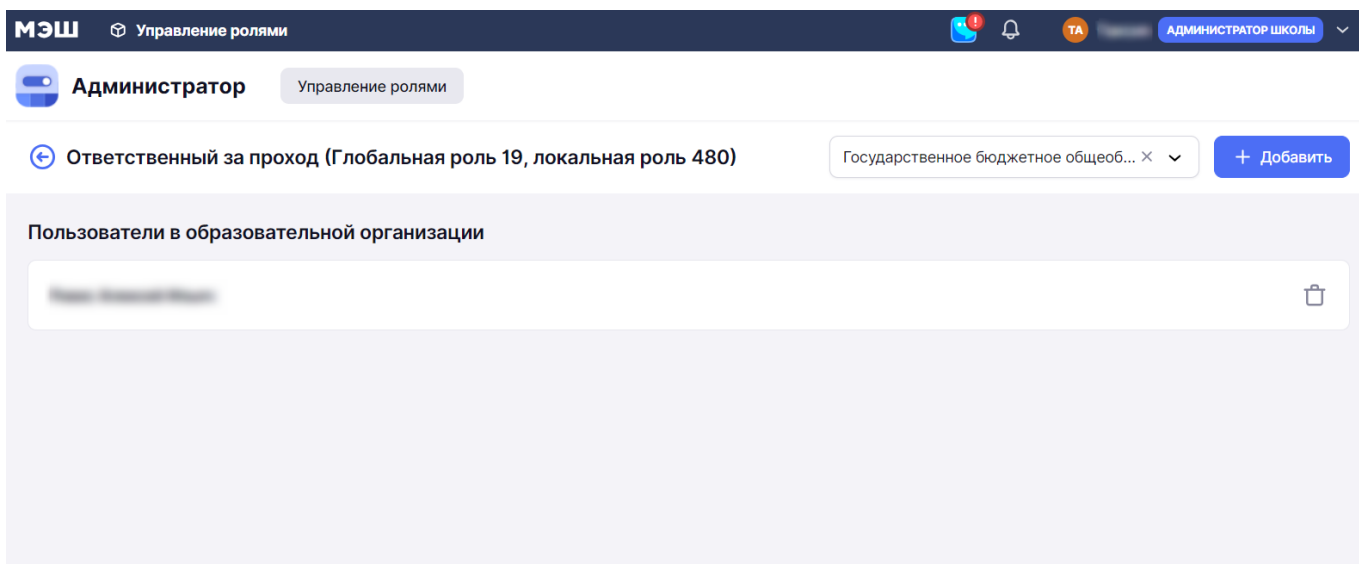 МЭШ Управление ролями ! ТА АДМИНИСТРАТОР ШКОЛЫ
Администратор Управление ролями
Ответственный за проход (Глобальная роль 19, локальная роль 480) Государственное бюджетное общеоб... + Добавить
Пользователи в образовательной организации